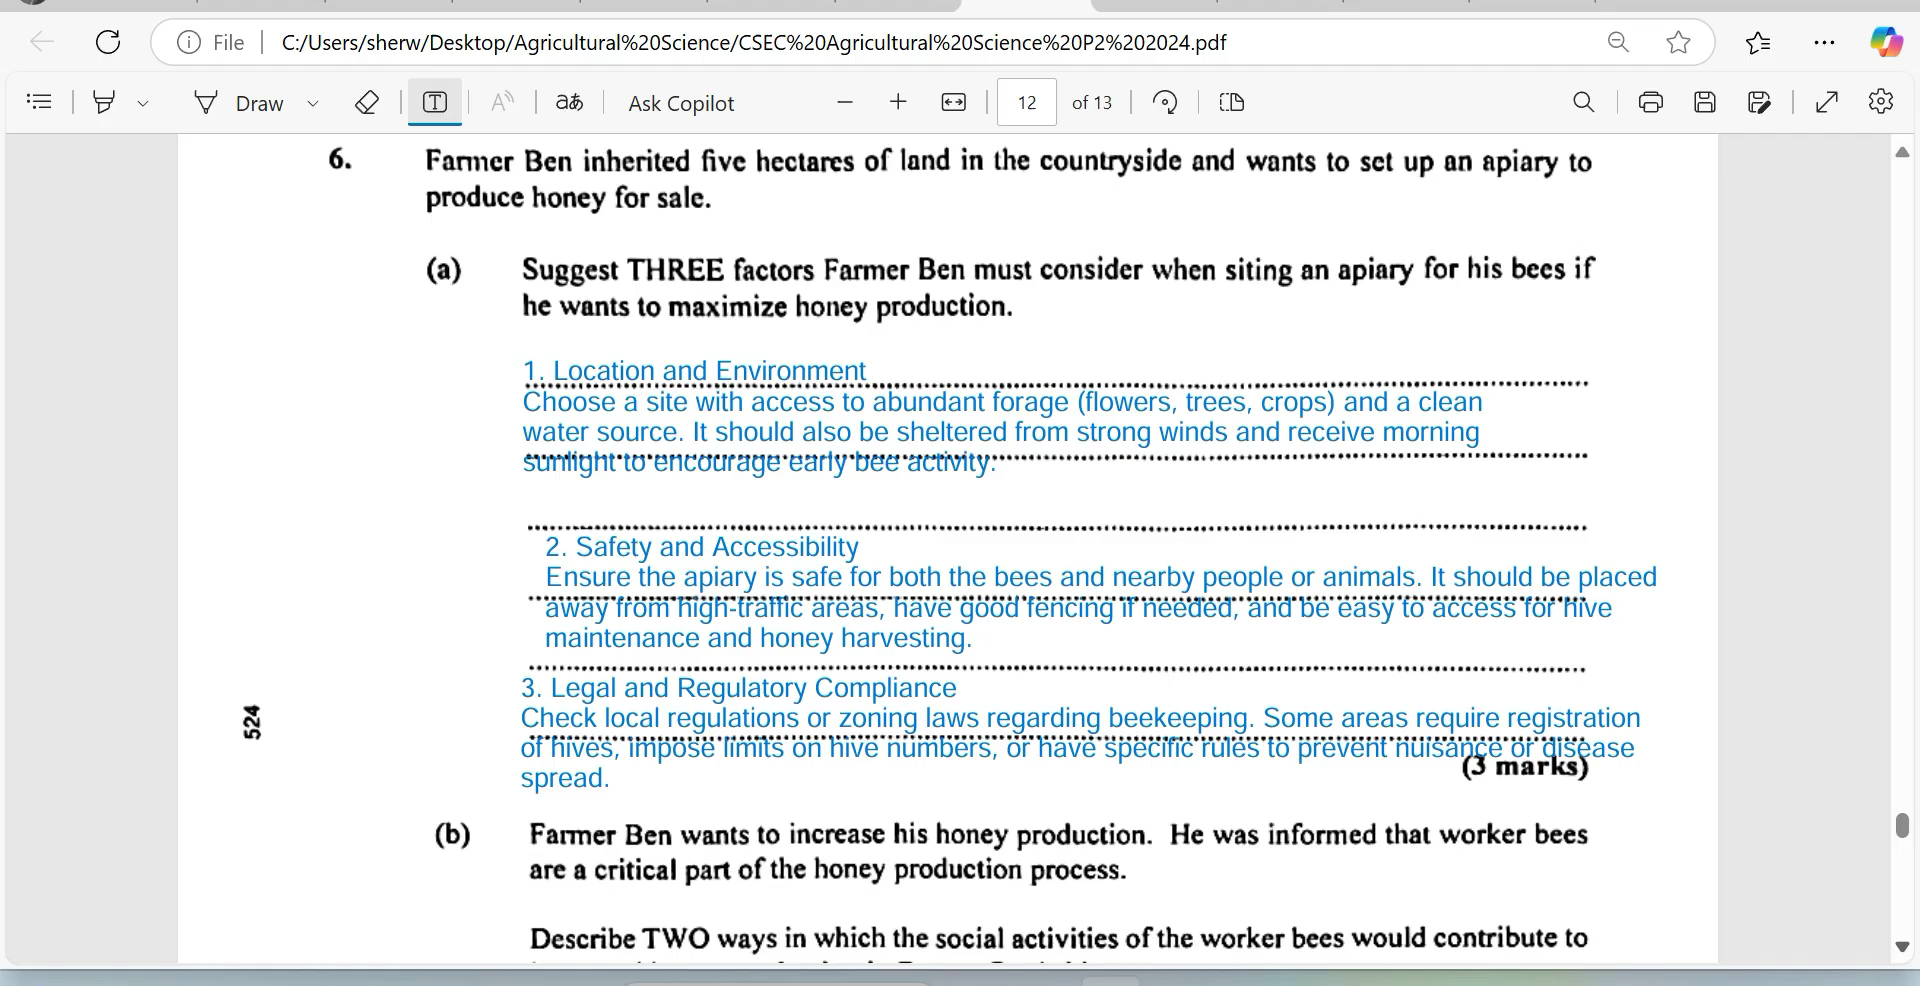 File
C:/Users/sherw/Desktop/Agricultural%20Science/CSEC%20Agricultural%20Science%20P2%202024.pdf
Draw
T
A
aあ
Ask Copilot
12
of 13
6.
Farmer Ben inherited five hectares of land in the countryside and wants to set up an apiary to
produce honey for sale.
(a)
Suggest THREE factors Farmer Ben must consider when siting an apiary for his bees if
he wants to maximize honey production.
1. Location and Environment
Choose a site with access to abundant forage (flowers, trees, crops) and a clean
water source. It should also be sheltered from strong winds and receive morning
sunlight to encourage early bee activity.
2. Safety and Accessibility
Ensure the apiary is safe for both the bees and nearby people or animals. It should be placed
away from high-traffic areas, have good fencing if needed, and be easy to access for hive
maintenance and honey harvesting.
3. Legal and Regulatory Compliance
Check local regulations or zoning laws regarding beekeeping. Some areas require registration
of hives, impose limits on hive numbers, or have specific rules to prevent nuisance or disease
spread.
(3 marks)
524
(b)
Farmer Ben wants to increase his honey production. He was informed that worker bees
are a critical part of the honey production process.
Describe TWO ways in which the social activities of the worker bees would contribute to